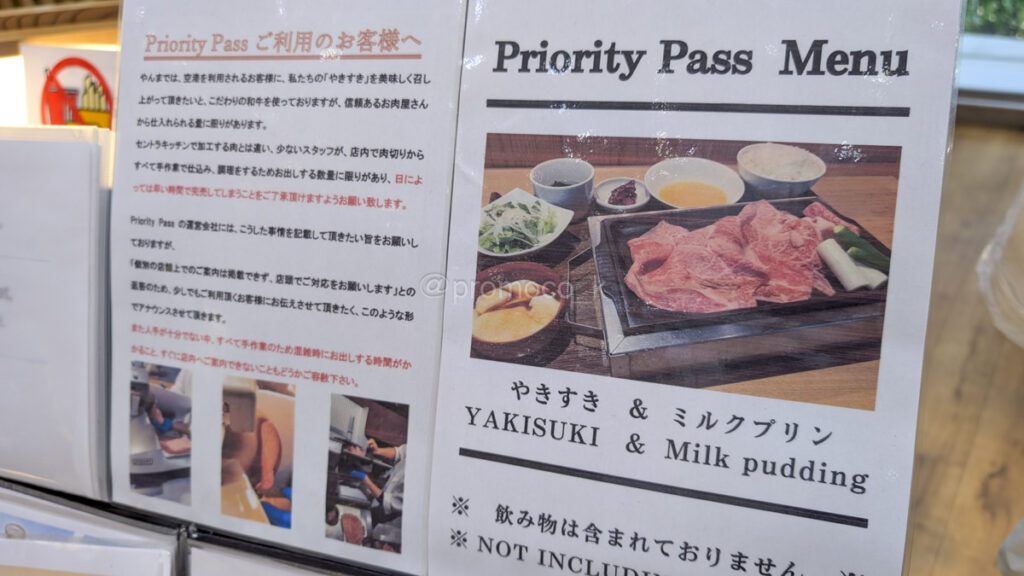 Priority Pass ご利用のお客様へ
やんまでは、空港を利用されるお客様に、私たちの「やきすき」を美味しく召し
上がって頂きたいと、こだわりの和牛を使っておりますが、信頼あるお肉屋さん
から仕入れられる量に限りがあります。
セントラキッチンで加工する肉とは違い、少ないスタッフが、店内で肉切りから
すべて手作業で仕込み、調理をするためお出しする数量に限りがあり、日によ
っては早い時間で完売してしまうことをご了承頂けますようお願い致します。
Priority Pass の運営会社には、こうした事情を記載して頂きたい旨をお願いし
ておりますが、
「個別の店舗上でのご案内は掲載できず、店頭でご対応をお願いします」との
返答のため、少しでもご利用頂くお客様にお伝えさせて頂きたく、このような形
でアナウンスさせて頂きます。
また人手が十分でない中、すべて手作業のため混雑時にお出しする時間がか
かること、すぐに店内へご案内できないこともどうかご容赦下さい。
Priority Pass Menu
やきすき & ミルクプリン
YAKISUKI & Milk pudding
※ 飲み物は含まれておりません
※ NOT INCLUDI
@promoco